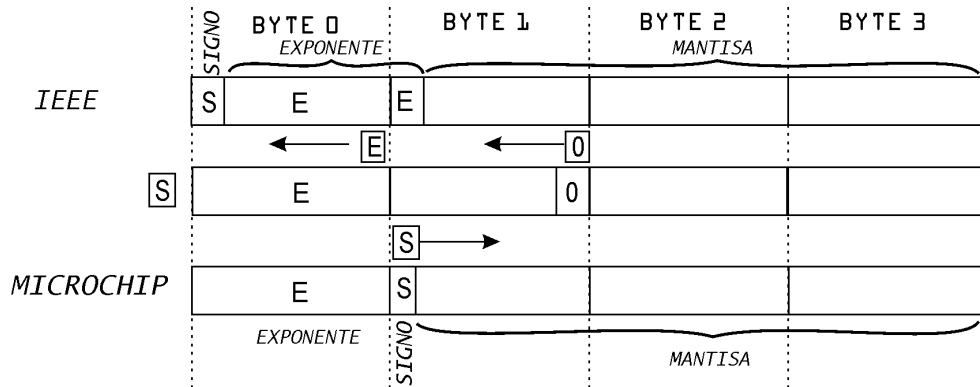 SIGNO
BYTE 0 BYTE 1 BYTE 2 BYTE 3
EXPONENTE MANTISA
IEEE S E E
E 0
S E 0
S
MICROCHIP E S
EXPONENTE SIGNO MANTISA